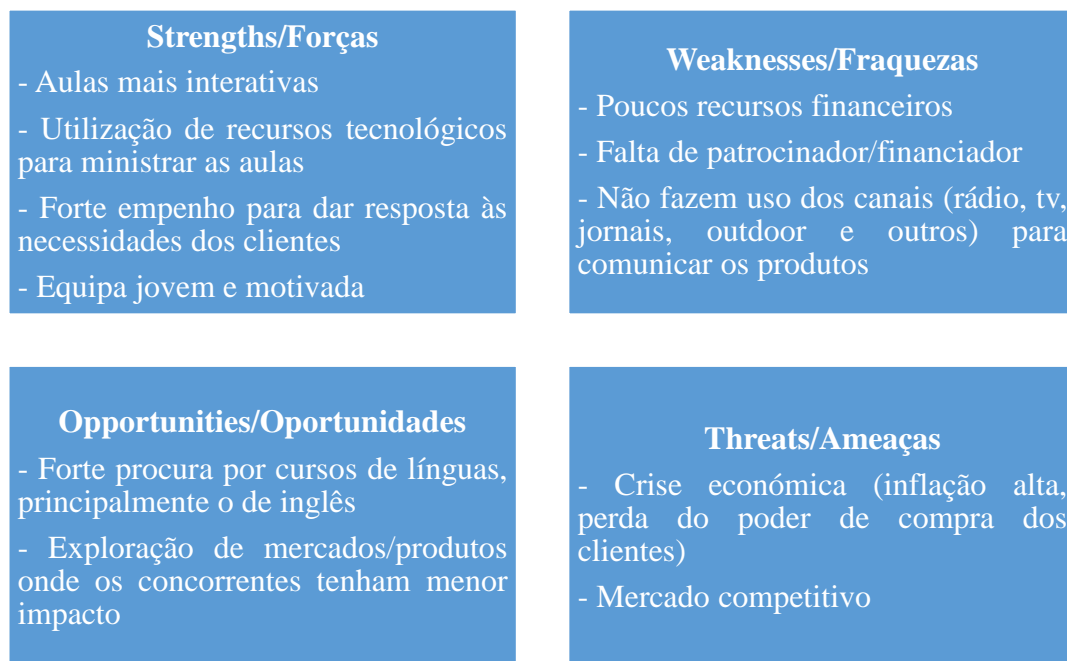 Strengths/Forças
- Aulas mais interativas
- Utilização de recursos tecnológicos
para ministrar as aulas
- Forte empenho para dar resposta às
necessidades dos clientes
- Equipa jovem e motivada
Weaknesses/Fraquezas
- Poucos recursos financeiros
- Falta de patrocinador/financiador
- Não fazem uso dos canais (rádio, tv,
jornais, outdoor e outros) para
comunicar os produtos
Opportunities/Oportunidades
- Forte procura por cursos de línguas,
principalmente o de inglês
- Exploração de mercados/produtos
onde os concorrentes tenham menor
impacto
Threats/Ameaças
- Crise económica (inflação alta,
perda do poder de compra dos
clientes)
- Mercado competitivo